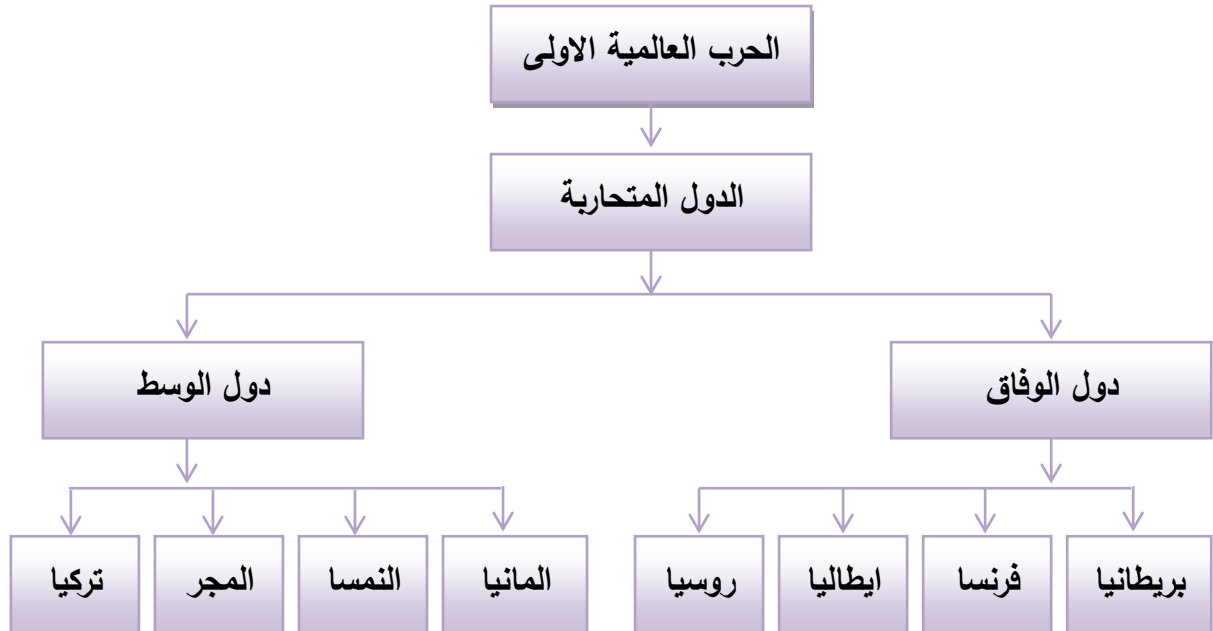 الحرب العالمية الاولى
الدول المتحاربة
دول الوفاق
دول الوسط
بريطانيا
فرنسا
ايطاليا
روسيا
المانيا
النمسا
المجر
تركيا